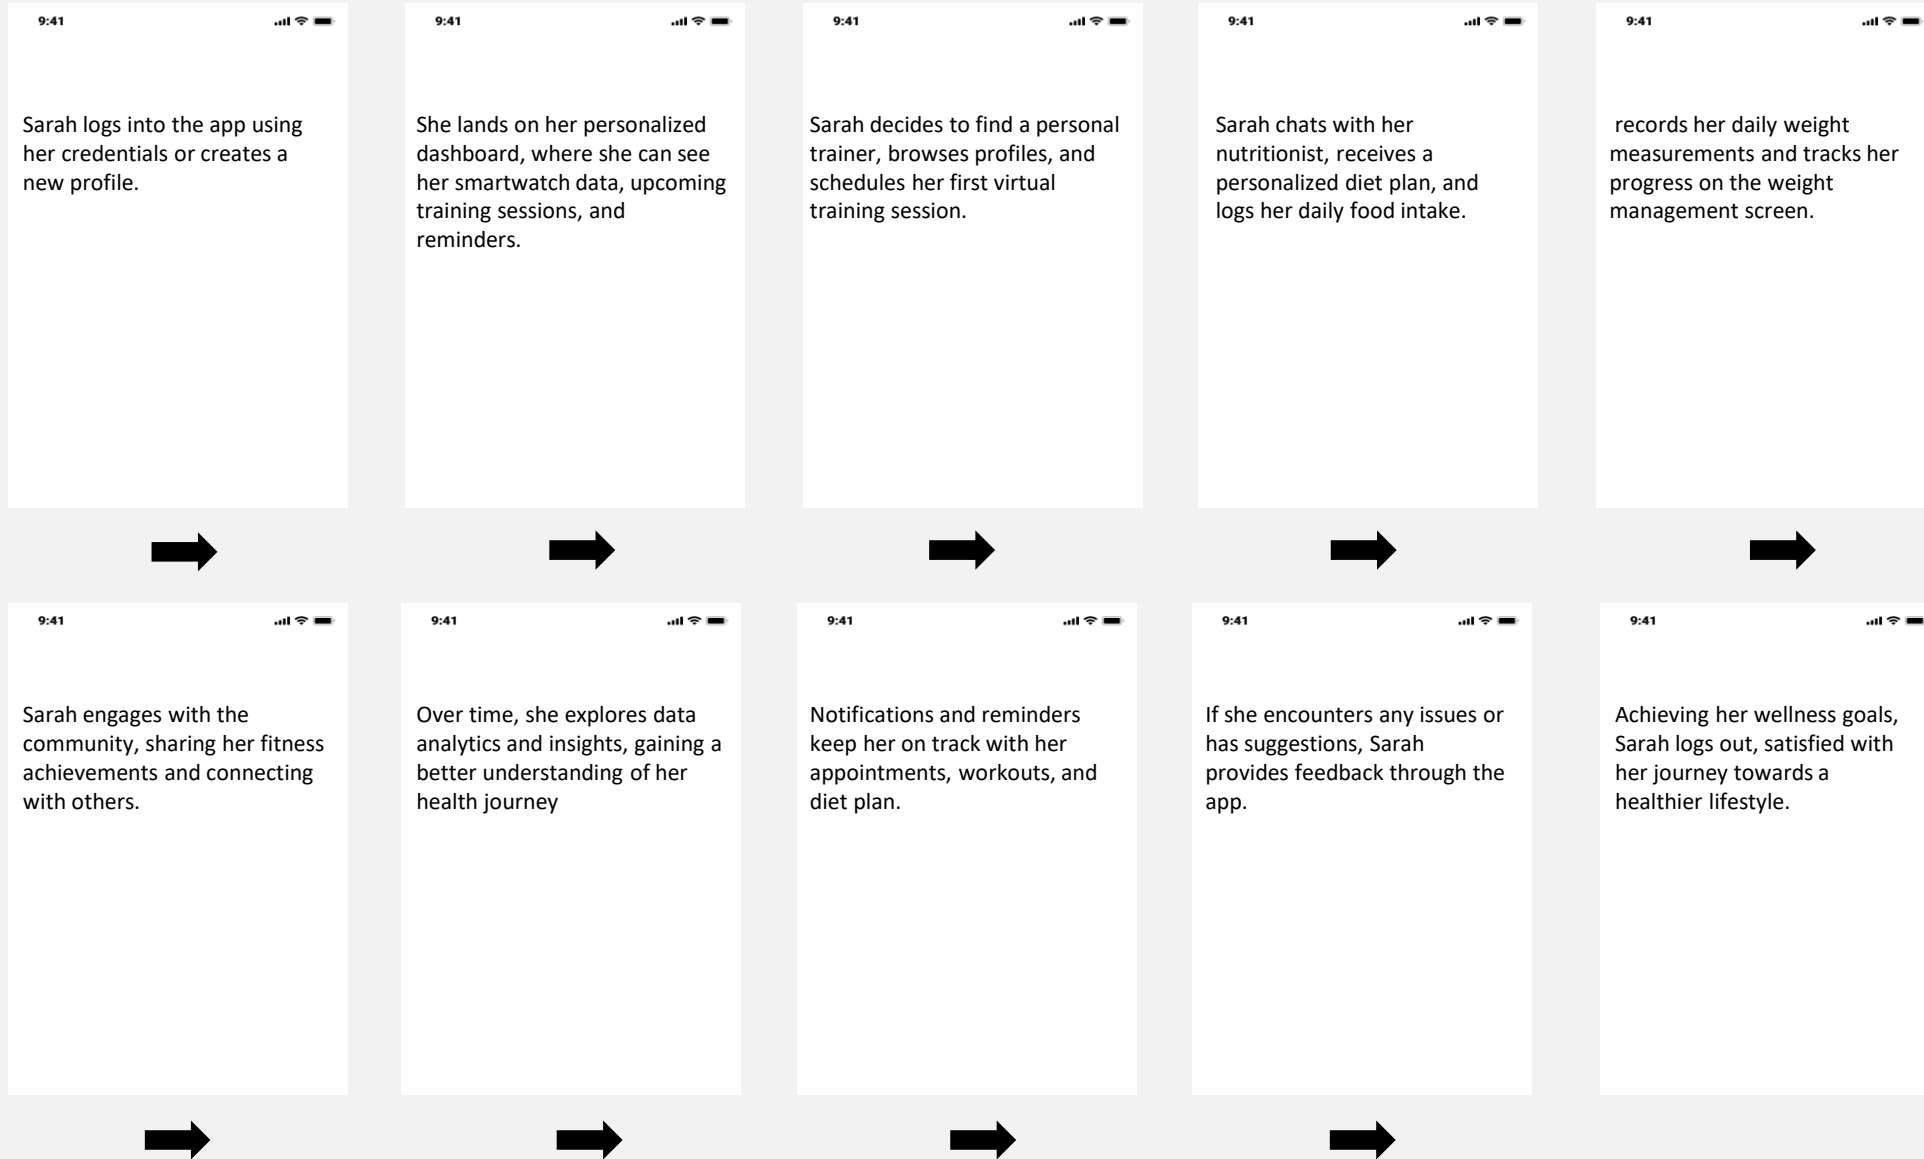 9:41
Sarah logs into the app using
her credentials or creates a
new profile.
9:41
She lands on her personalized
dashboard, where she can see
her smartwatch data, upcoming
training sessions, and
reminders.
9:41
Sarah decides to find a personal
trainer, browses profiles, and
schedules her first virtual
training session.
9:41
Sarah chats with her
nutritionist, receives a
personalized diet plan, and
logs her daily food intake.
9:41
records her daily weight
measurements and tracks her
progress on the weight
management screen.
9:41
Sarah engages with the
community, sharing her fitness
achievements and connecting
with others.
9:41
Over time, she explores data
analytics and insights, gaining a
better understanding of her
health journey
9:41
Notifications and reminders
keep her on track with her
appointments, workouts, and
diet plan.
9:41
If she encounters any issues or
has suggestions, Sarah
provides feedback through the
app.
9:41
Achieving her wellness goals,
Sarah logs out, satisfied with
her journey towards a
healthier lifestyle.